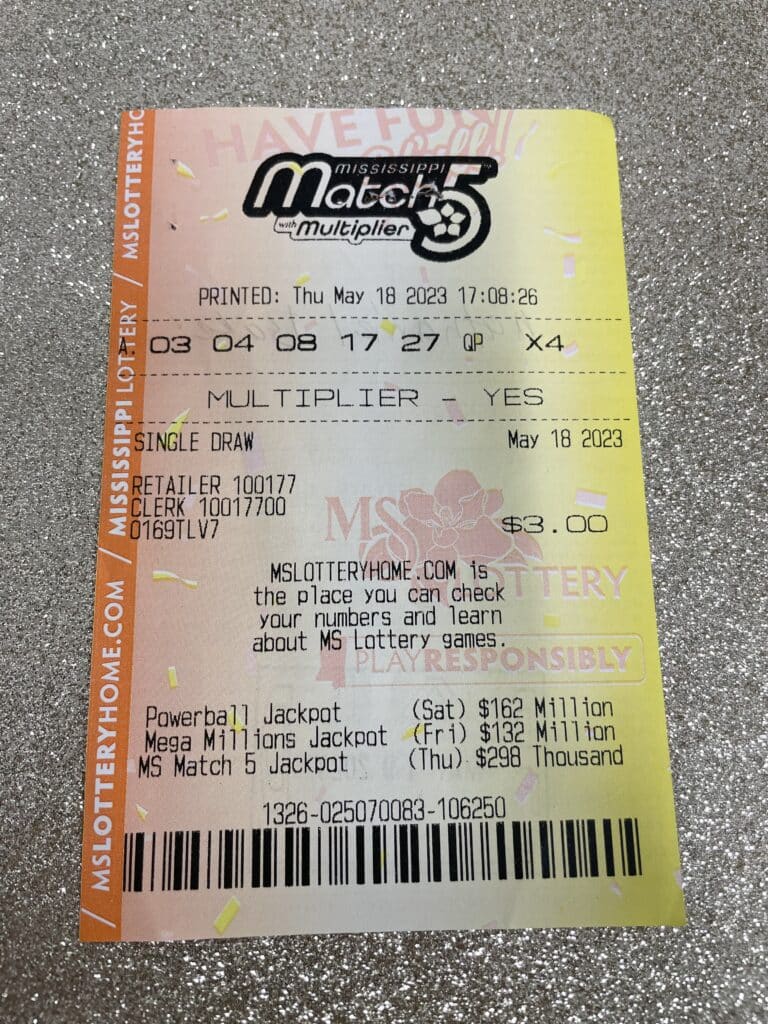 HAVE FUN
MISSISSIPPI
Match 5
with Multiplier
PRINTED: Thu May 18 2023 17:08:26
A. 03 04 08 17 27 QP X4
MULTIPLIER - YES
SINGLE DRAW May 18 2023
RETAILER 100177
CLERK 10017700
0169TLV7
$3.00
MS LOTTERY
MSLOTTERYHOME.COM is
the place you can check
your numbers and learn
about MS Lottery games.
PLAYRESPONSIBLY
Powerball Jackpot (Sat) $162 Million
Mega Millions Jackpot (Fri) $132 Million
MS Match 5 Jackpot (Thu) $298 Thousand
1326-025070083-106250
/ MSLOTTERYHOME.COM / MISSISSIPPI LOTTERY / MSLOTTERYHO